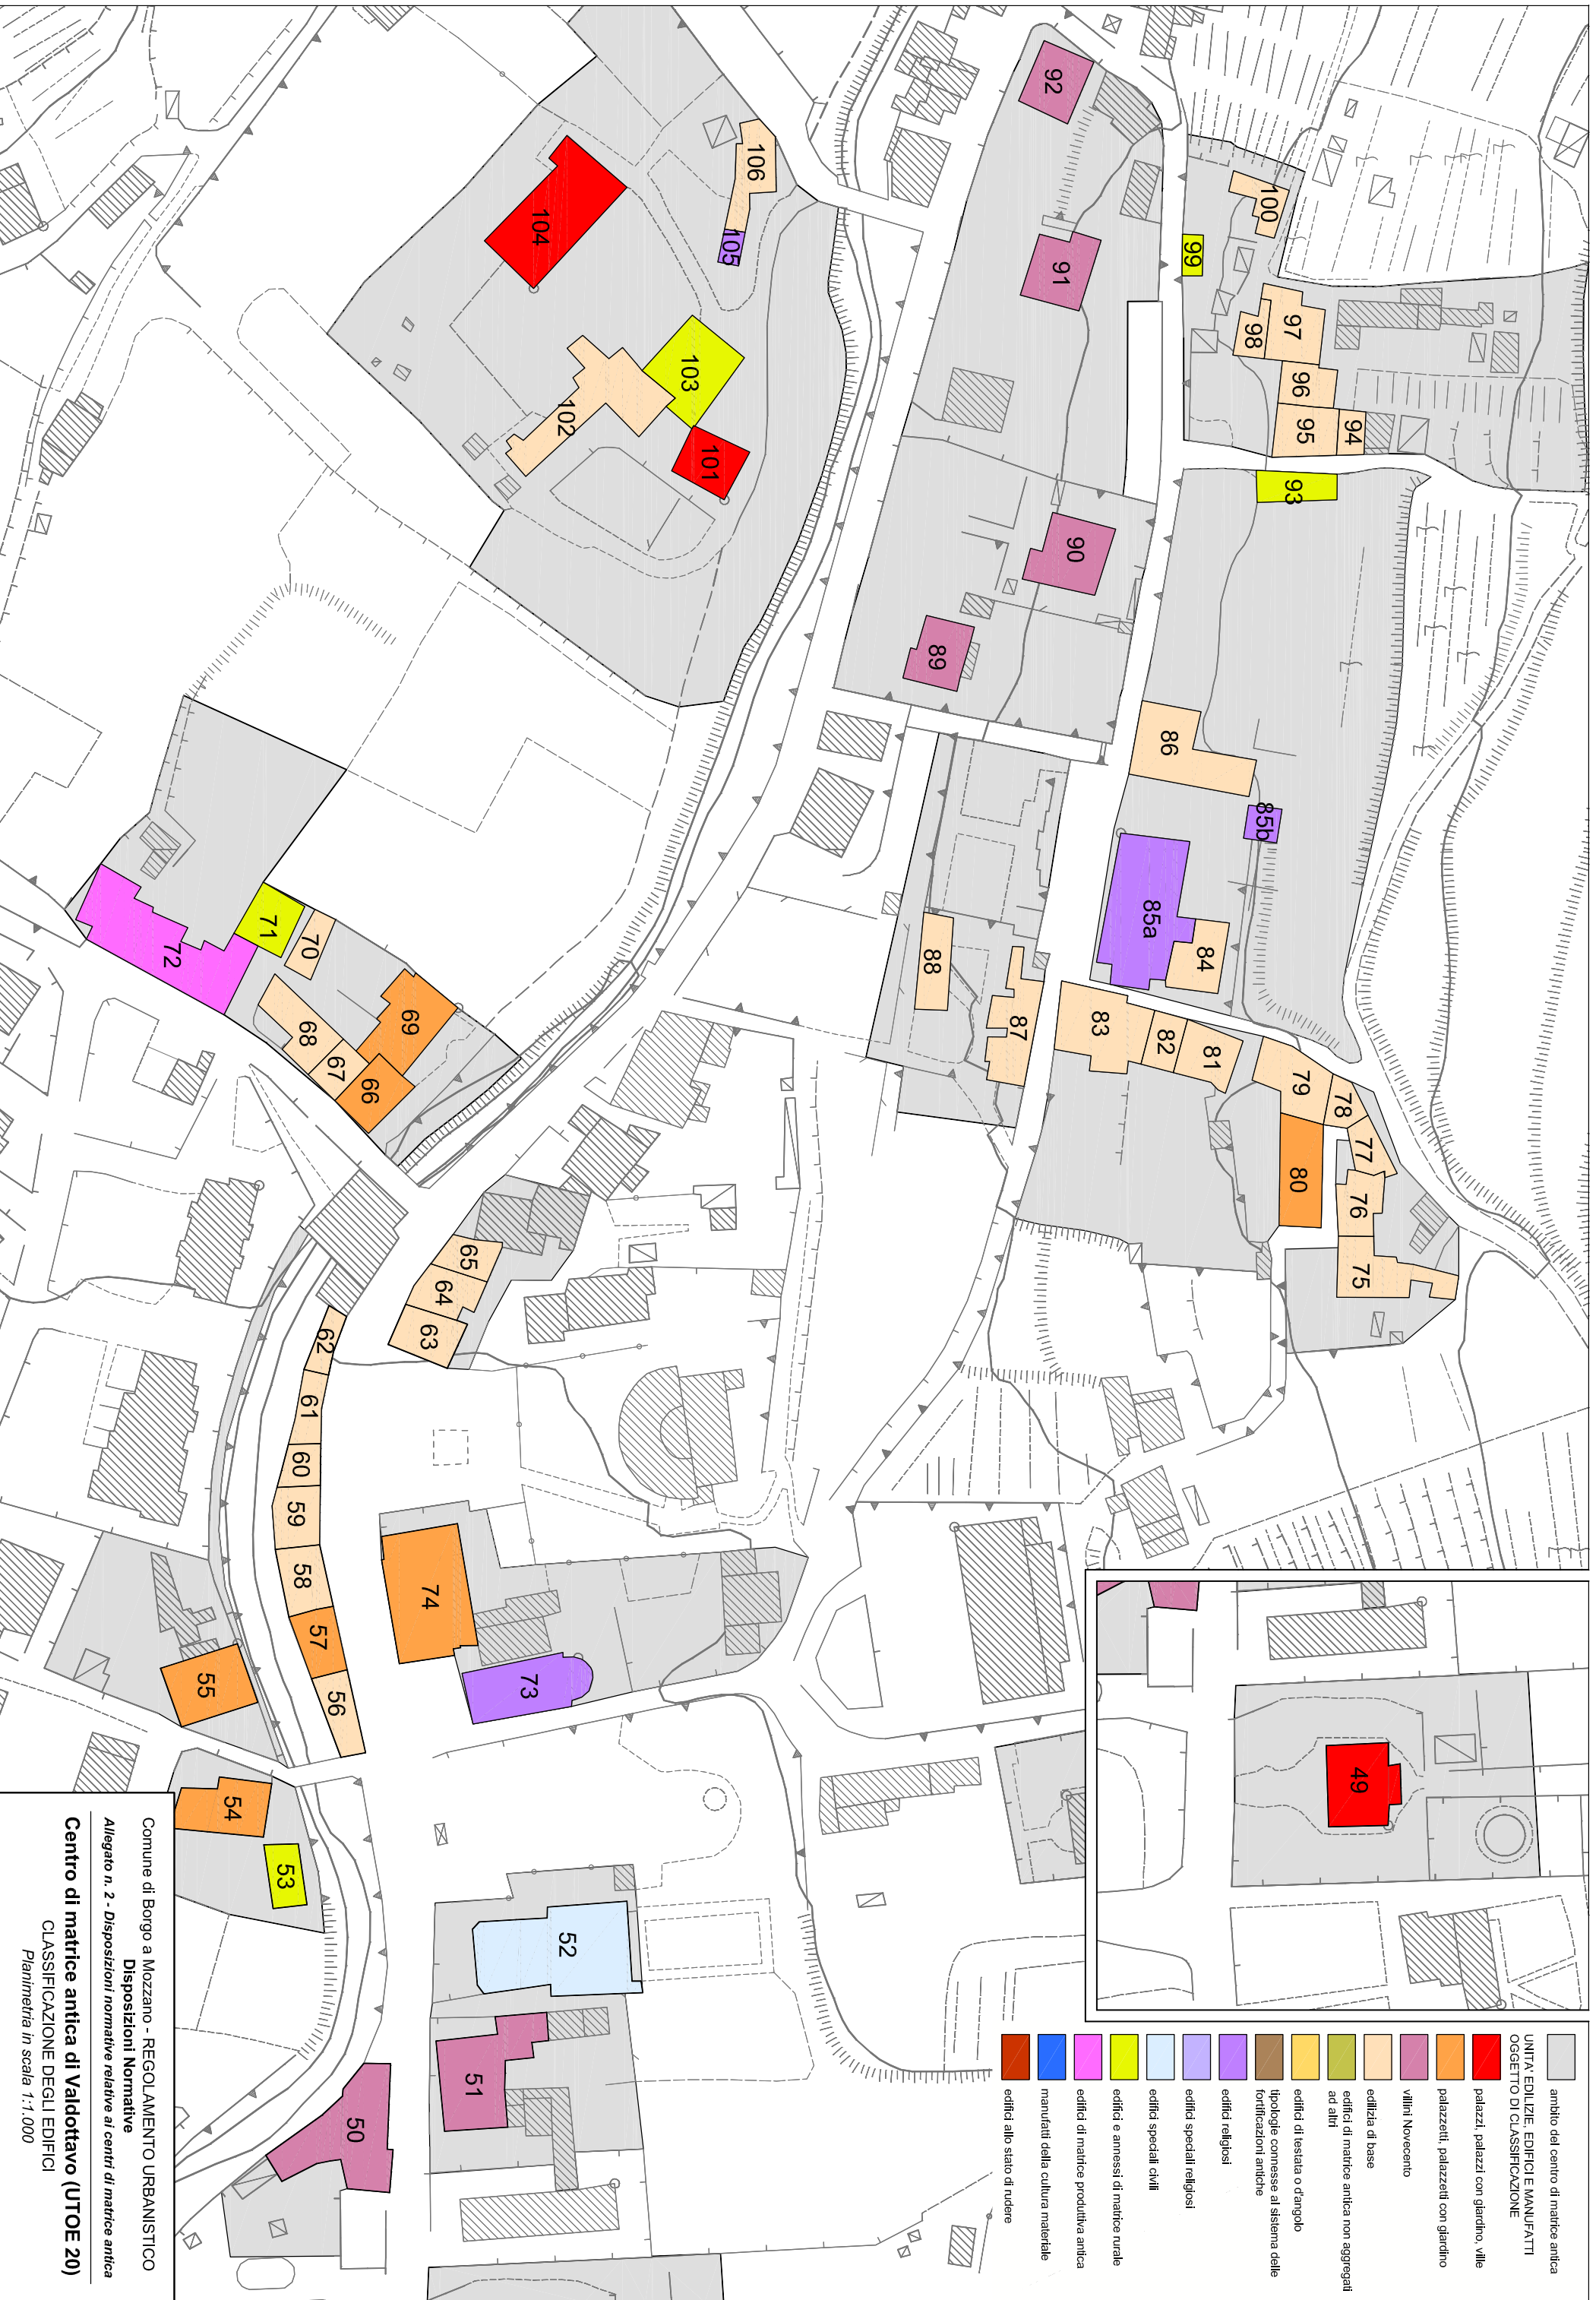 Comune di Borgo a Mozzano - REGOLAMENTO URBANISTICO
Disposizioni Normative
Allegato n. 2 - Disposizioni normative relative ai centri di matrice antica
Centro di matrice antica di Valdottavo (UTOE 20)
CLASSIFICAZIONE DEGLI EDIFICI
Planimetria in scala 1:1.000
ambito del centro di matrice antica
UNITA' EDILIZIE, EDIFICI E MANUFATTI
OGGETTO DI CLASSIFICAZIONE
palazzi, palazzi con giardino, ville
palazzetti, palazzetti con giardino
villini Novecento
edilizia di base
edifici di matrice antica non aggregati
ad altri
edifici di testata o d'angolo
tipologie connesse al sistema delle
fortificazioni antiche
edifici religiosi
edifici speciali religiosi
edifici speciali civili
edifici e annessi di matrice rurale
edifici di matrice produttiva antica
manufatti della cultura materiale
edifici allo stato di rudere
49
50
51
52
53
54
55
56
57
58
59
60
61
62
63
64
65
66
67
68
69
70
71
72
73
74
75
76
77
78
79
80
81
82
83
84
85a
85b
86
87
88
89
90
91
92
93
94
95
96
97
98
99
100
101
102
103
104
105
106